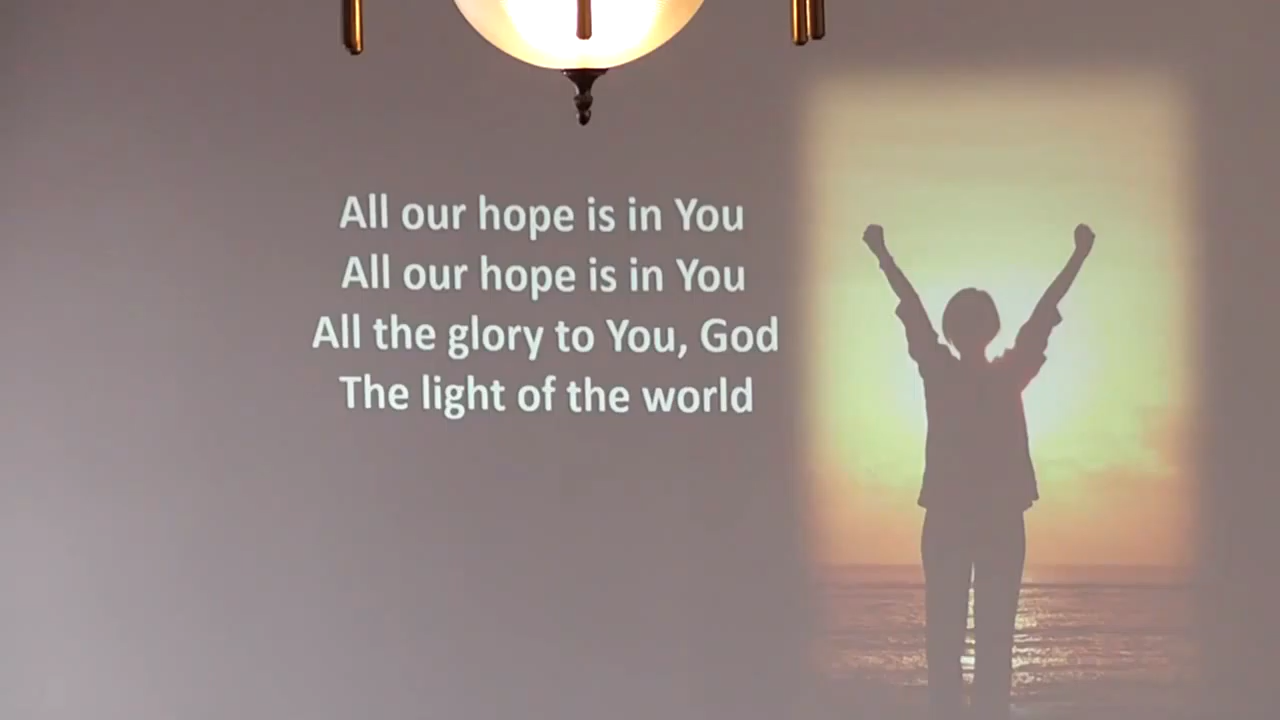 All our hope is in You
All our hope is in You
All the glory to You, God
The light of the world